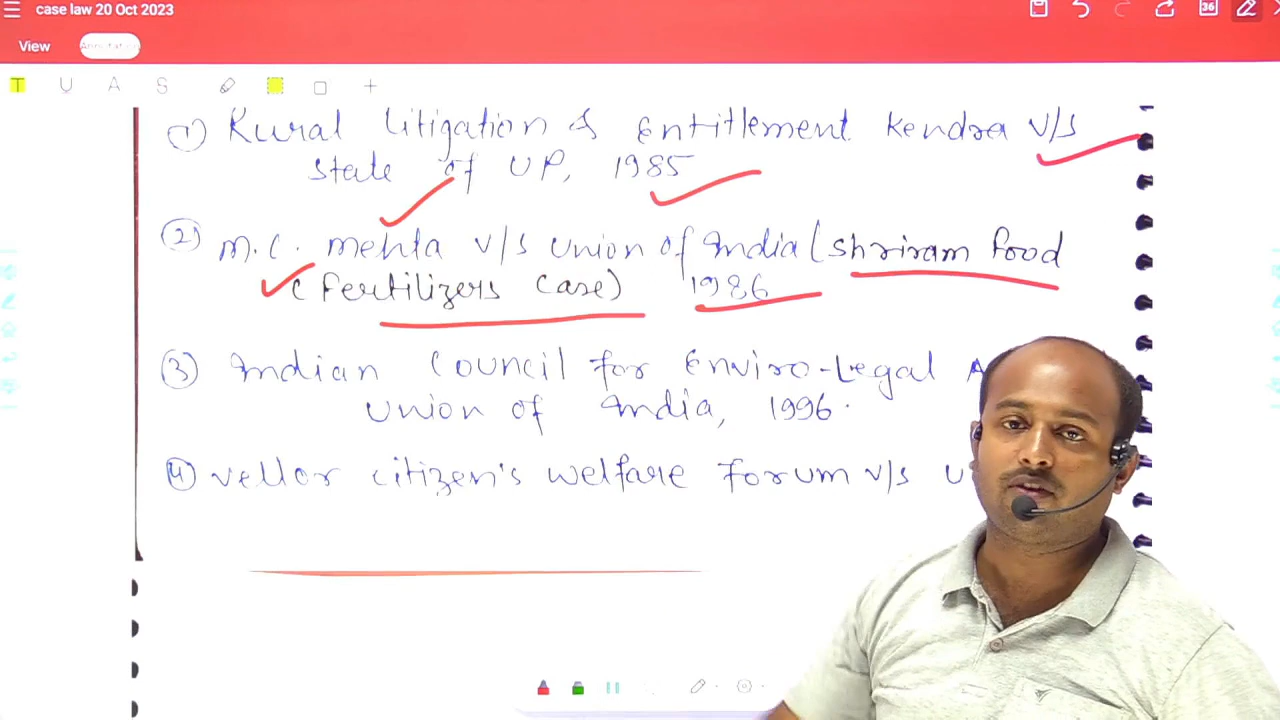 case law 20 Oct 2023
36
View
Annotation
T U A S
① Rural Litigation & Entitlement Kendra v/s
State of UP, 1985
② M.C. Mehta v/s Union of India (Shriram Food
(Fertilizers Case) 1986
③ Indian Council for Enviro-Legal A
Union of India, 1996.
④ Vellor citizen's welfare Forum v/s U